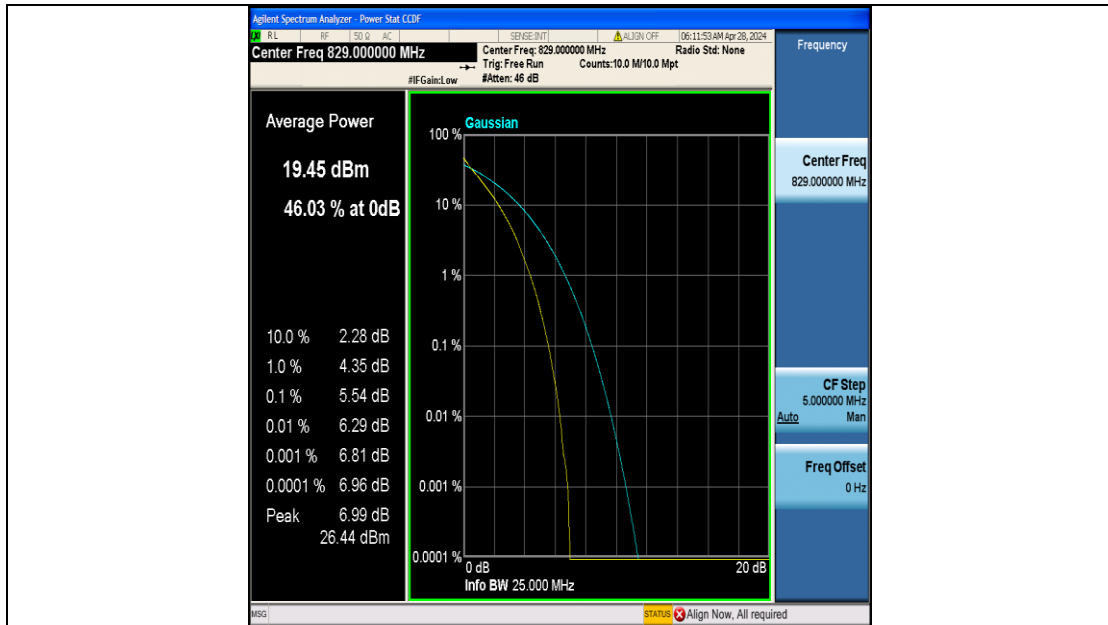 Agilent Spectrum Analyzer - Power Stat CCDF
RL RF 50 Ω AC SENSE:INT ALIGN OFF 06:11:53 AM Apr 28, 2024
Center Freq 829.000000 MHz
Center Freq: 829.000000 MHz Radio Std: None
Trig: Free Run Counts:10.0 M/10.0 Mpt
#IFGain:Low #Atten: 46 dB
Frequency
Average Power
19.45 dBm
46.03 % at 0dB
10.0 % 2.28 dB
1.0 % 4.35 dB
0.1 % 5.54 dB
0.01 % 6.29 dB
0.001 % 6.81 dB
0.0001 % 6.96 dB
Peak 6.99 dB
26.44 dBm
Gaussian
100 %
10 %
1 %
0.1 %
0.01 %
0.001 %
0.0001 %
0 dB 20 dB
Info BW 25.000 MHz
Center Freq
829.000000 MHz
CF Step
5.000000 MHz
Auto Man
Freq Offset
0 Hz
MSG STATUS Align Now, All required